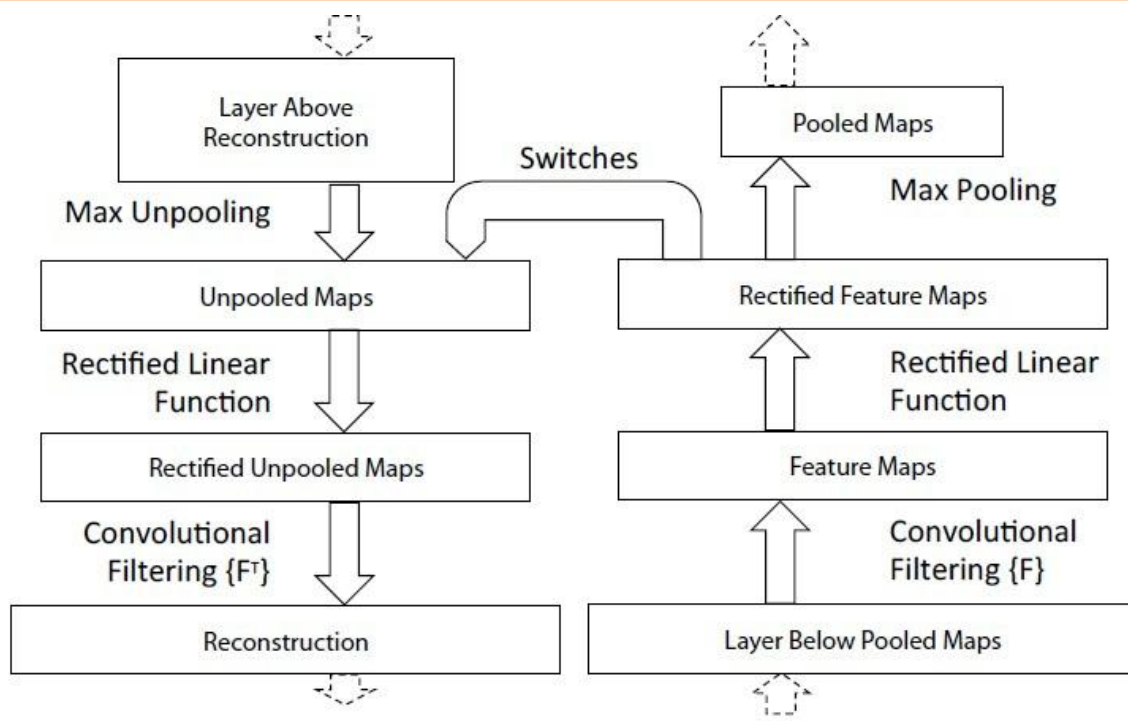 Layer Above
Reconstruction
Pooled Maps
Switches
Max Unpooling
Max Pooling
Unpooled Maps
Rectified Feature Maps
Rectified Linear
Function
Rectified Linear
Function
Rectified Unpooled Maps
Feature Maps
Convolutional
Filtering {Fᵀ}
Convolutional
Filtering {F}
Reconstruction
Layer Below Pooled Maps